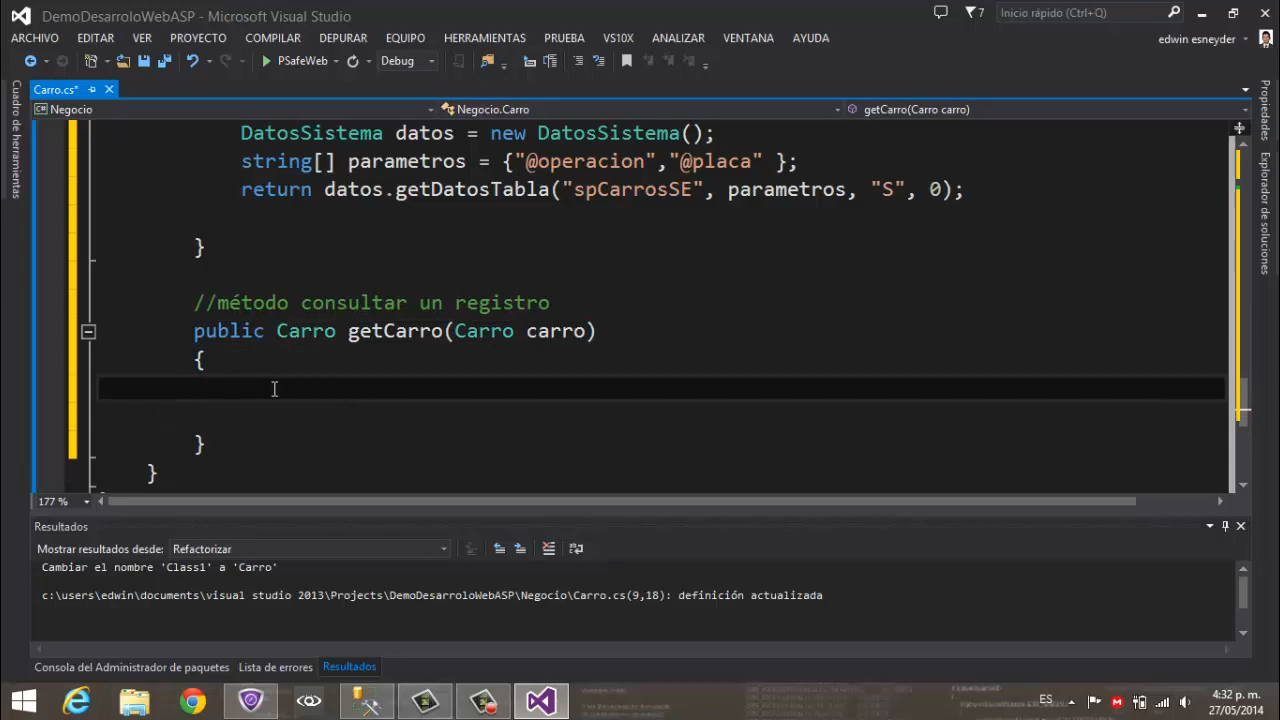 DemoDesarroloWebASP - Microsoft Visual Studio
7
Inicio rápido (Ctrl+Q)
ARCHIVO EDITAR VER PROYECTO COMPILAR DEPURAR EQUIPO HERRAMIENTAS PRUEBA VS10X ANALIZAR VENTANA AYUDA
edwin esneyder
PSafeWeb Debug
Carro.cs*
Negocio Negocio.Carro getCarro(Carro carro)
Cuadro de herramientas
Propiedades
Explorador de soluciones
DatosSistema datos = new DatosSistema();
string[] parametros = {"@operacion","@placa" };
return datos.getDatosTabla("spCarrosSE", parametros, "S", 0);
}
//método consultar un registro
public Carro getCarro(Carro carro)
{
}
}
177 %
Resultados
Mostrar resultados desde: Refactorizar
Cambiar el nombre 'Class1' a 'Carro'
c:\users\edwin\documents\visual studio 2013\Projects\DemoDesarroloWebASP\Negocio\Carro.cs(9,18): definición actualizada
Consola del Administrador de paquetes Lista de errores Resultados
ES
4:32 p. m.
27/05/2014